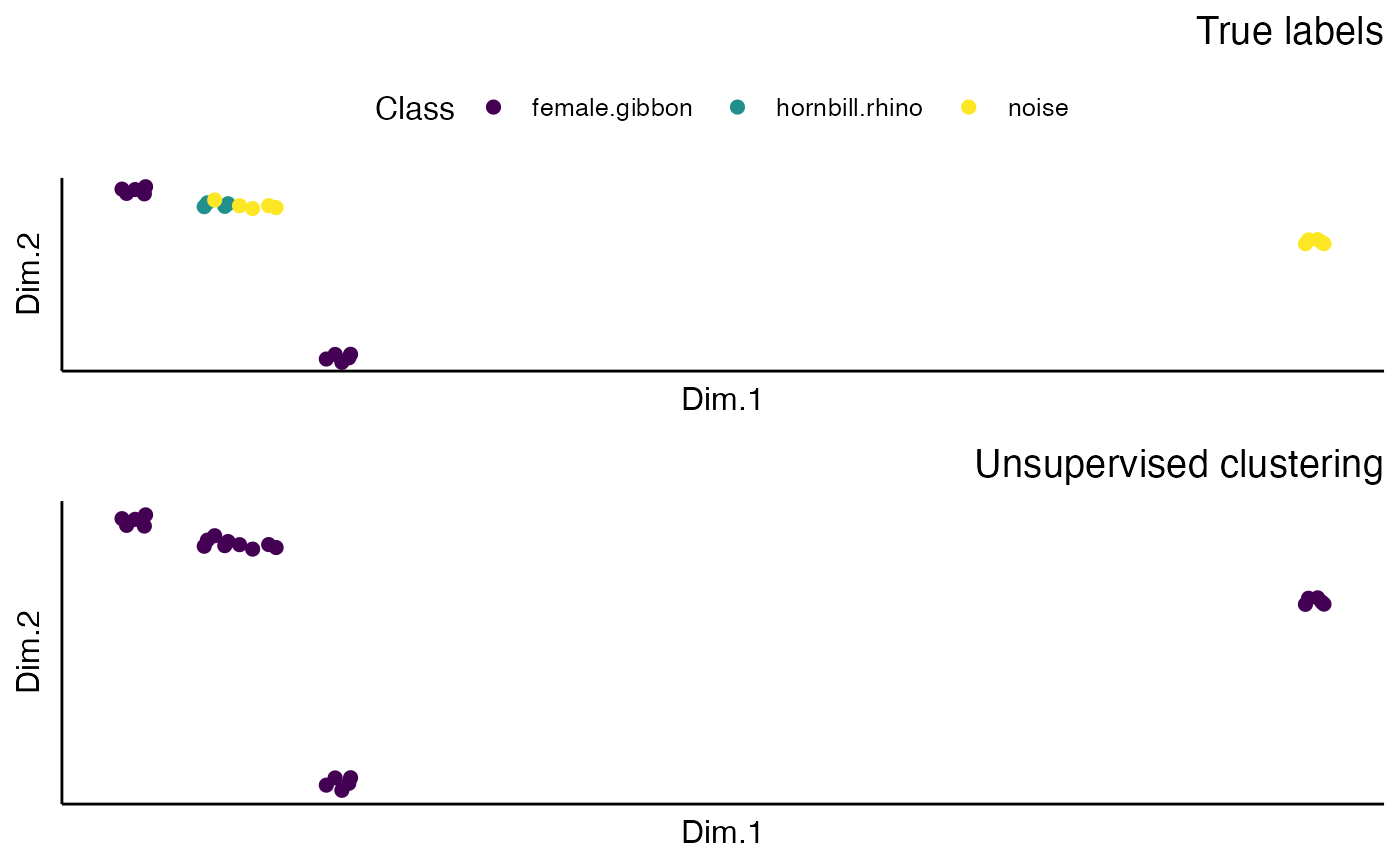 True labels
Class female.gibbon hornbill.rhino noise
Dim.2
Dim.1
Unsupervised clustering
Dim.2
Dim.1